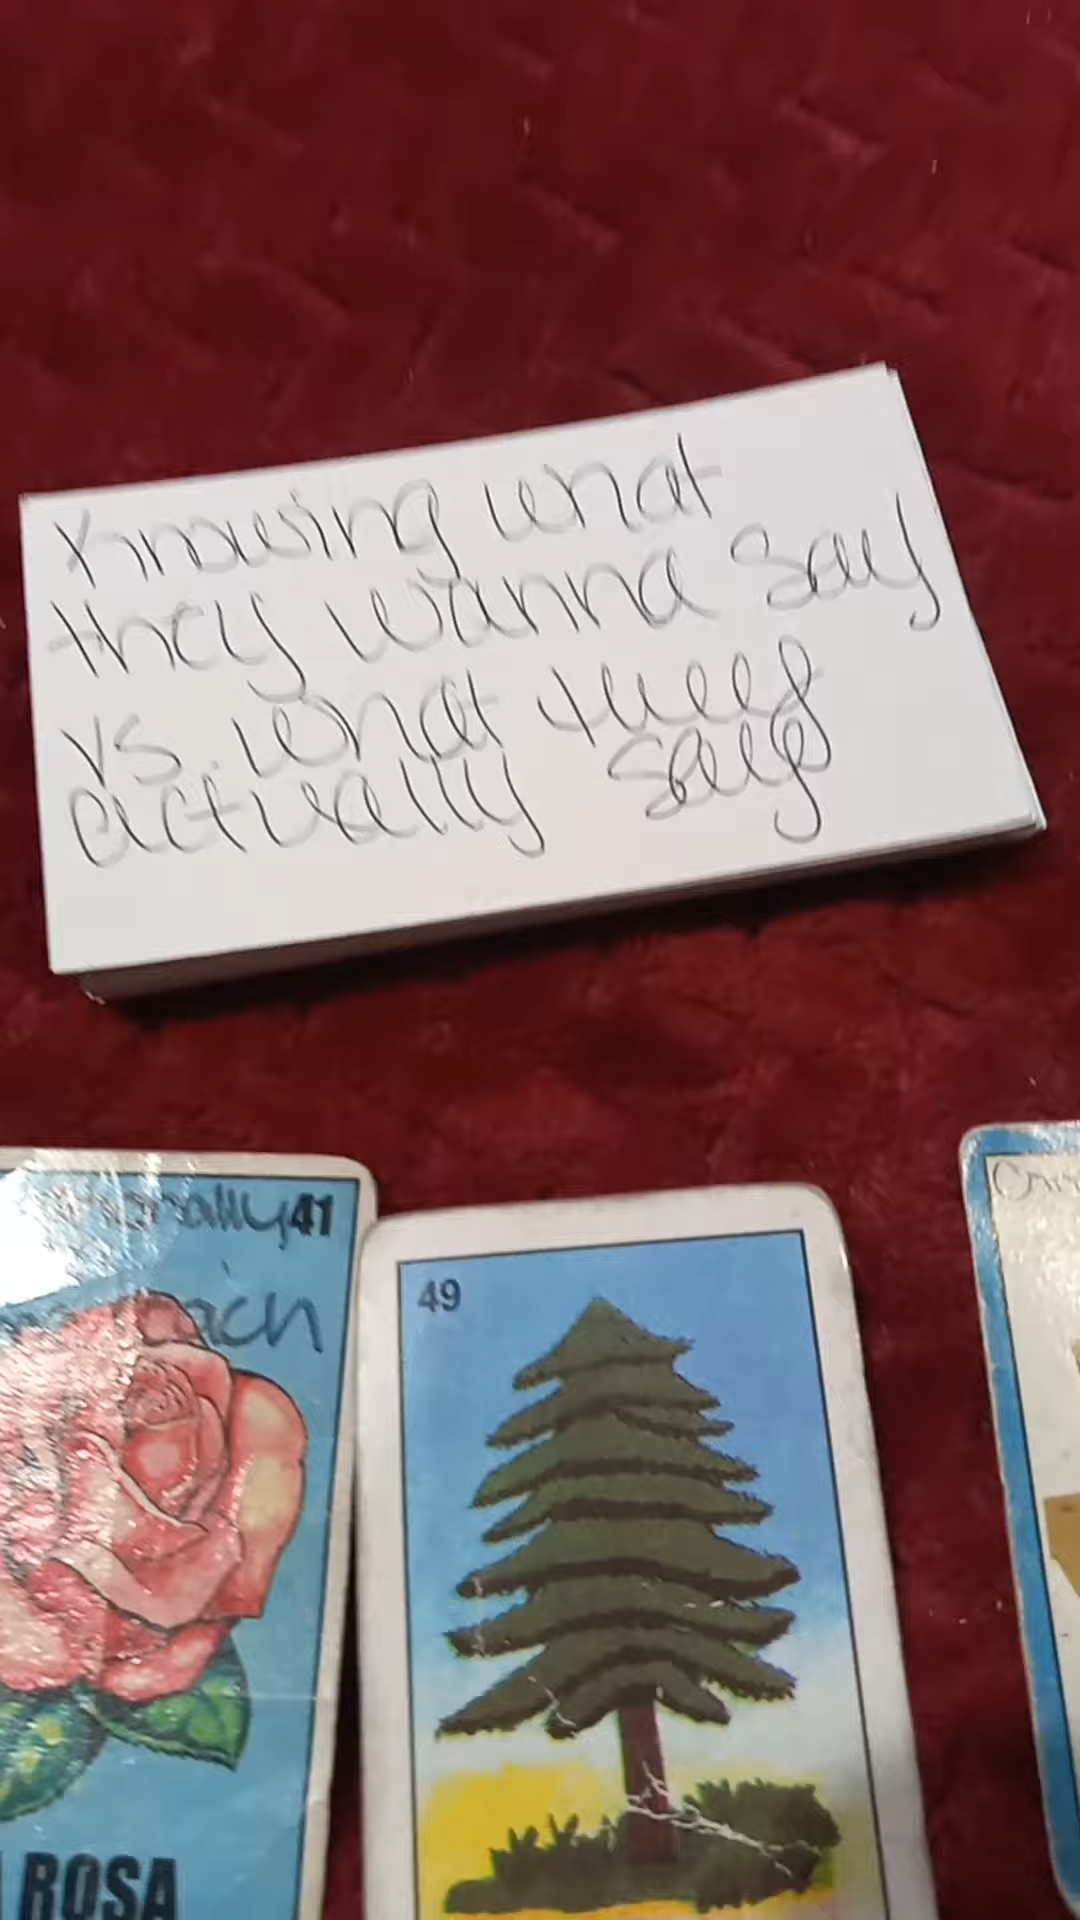 Knowing what
they wanna say
vs. what they
actually say
41
49
ROSA